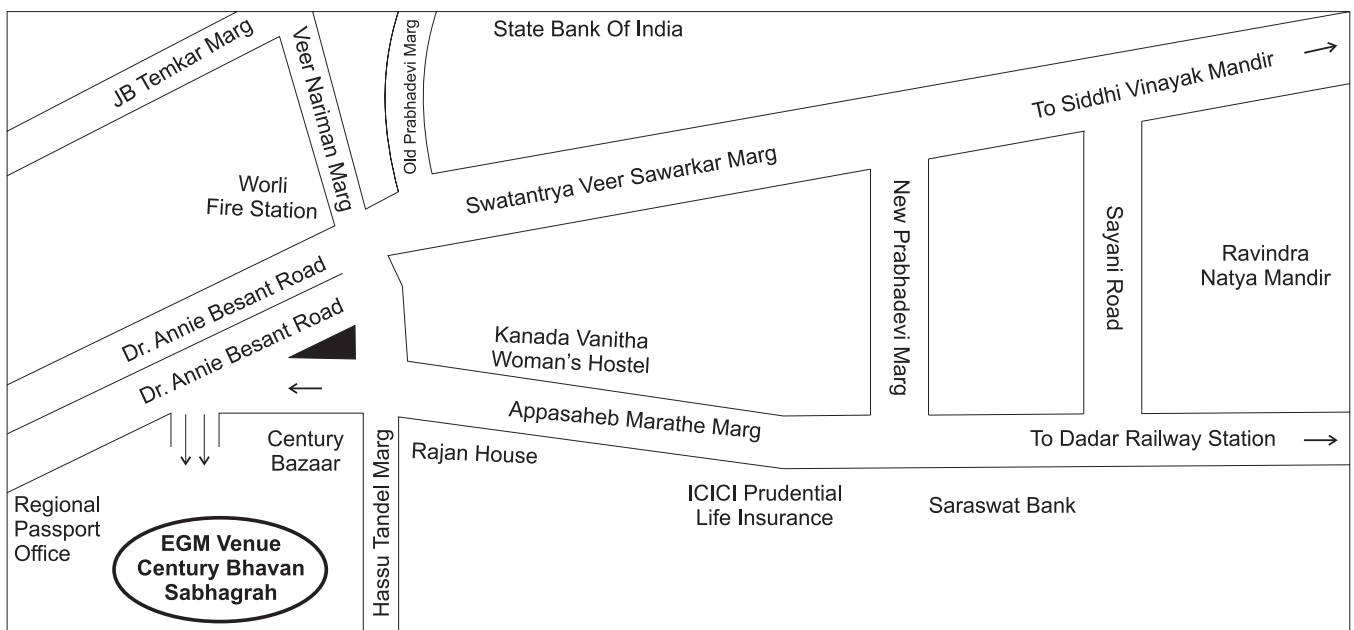 JB Temkar Marg
Veer Nariman Marg
Old Prabhadevi Marg
State Bank Of India
To Siddhi Vinayak Mandir
Swatantrya Veer Sawarkar Marg
Worli
Fire Station
New Prabhadevi Marg
Sayani Road
Ravindra
Natya Mandir
Dr. Annie Besant Road
Dr. Annie Besant Road
Kanada Vanitha
Woman's Hostel
Appasaheb Marathe Marg
To Dadar Railway Station
Century
Bazaar
Hassu Tandel Marg
Rajan House
ICICI Prudential
Life Insurance
Saraswat Bank
Regional
Passport
Office
EGM Venue
Century Bhavan
Sabhagrah